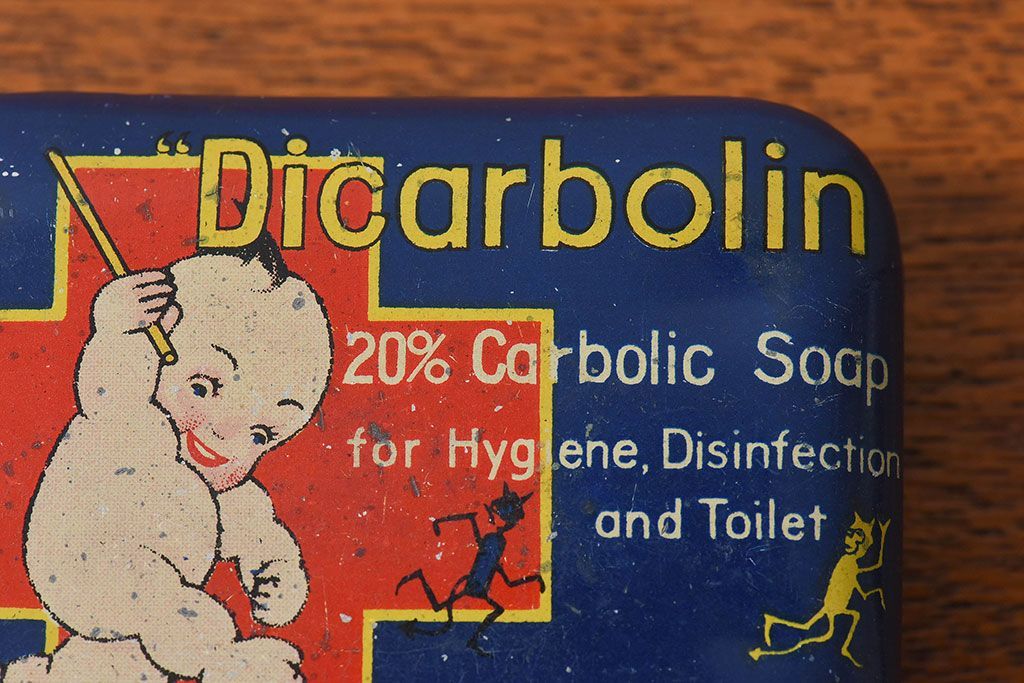 “Dicarbolin
20% Carbolic Soap
for Hygiene, Disinfection
and Toilet